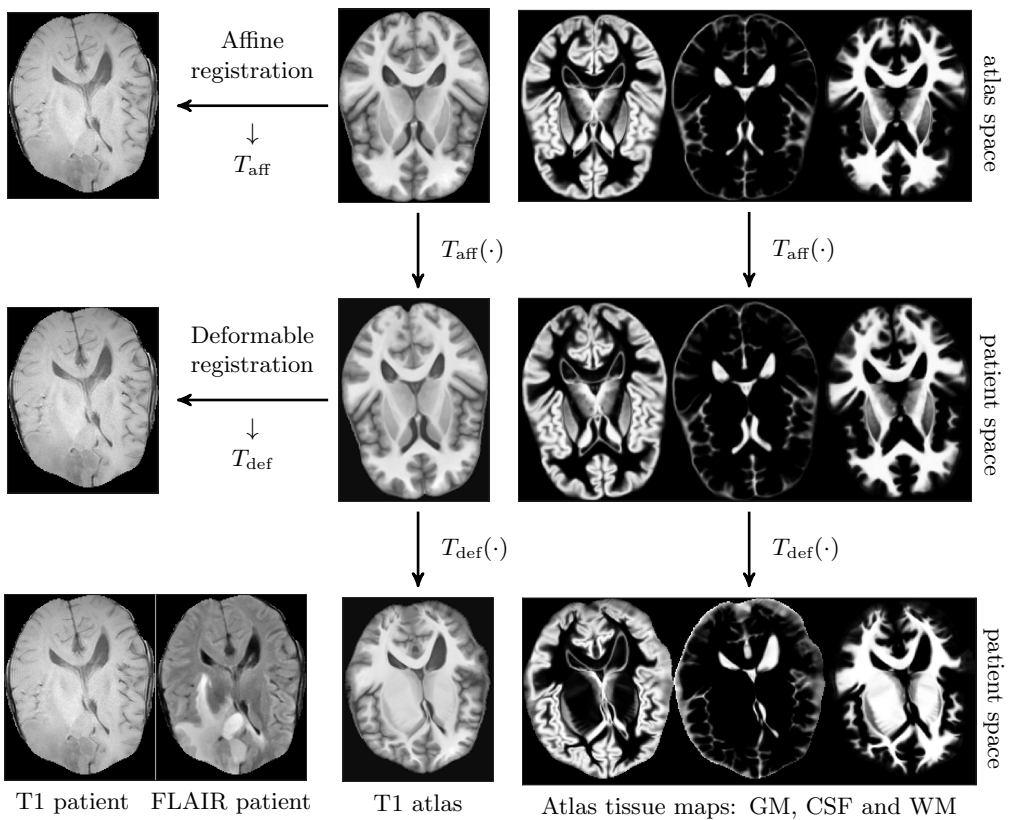 Affine
registration
↓
T_aff
atlas space
T_aff(·)
T_aff(·)
Deformable
registration
↓
T_def
patient space
T_def(·)
T_def(·)
patient space
T1 patient
FLAIR patient
T1 atlas
Atlas tissue maps: GM, CSF and WM